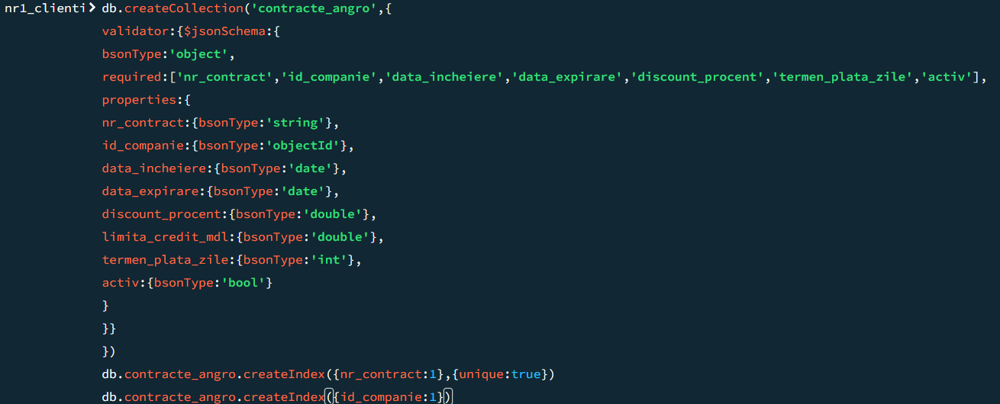 nr1_clienti> db.createCollection('contracte_angro',{
validator:{$jsonSchema:{
bsonType:'object',
required:['nr_contract','id_companie','data_incheiere','data_expirare','discount_procent','termen_plata_zile','activ'],
properties:{
nr_contract:{bsonType:'string'},
id_companie:{bsonType:'objectId'},
data_incheiere:{bsonType:'date'},
data_expirare:{bsonType:'date'},
discount_procent:{bsonType:'double'},
limita_credit_mdl:{bsonType:'double'},
termen_plata_zile:{bsonType:'int'},
activ:{bsonType:'bool'}
}
}}
})
db.contracte_angro.createIndex({nr_contract:1},{unique:true})
db.contracte_angro.createIndex({id_companie:1})